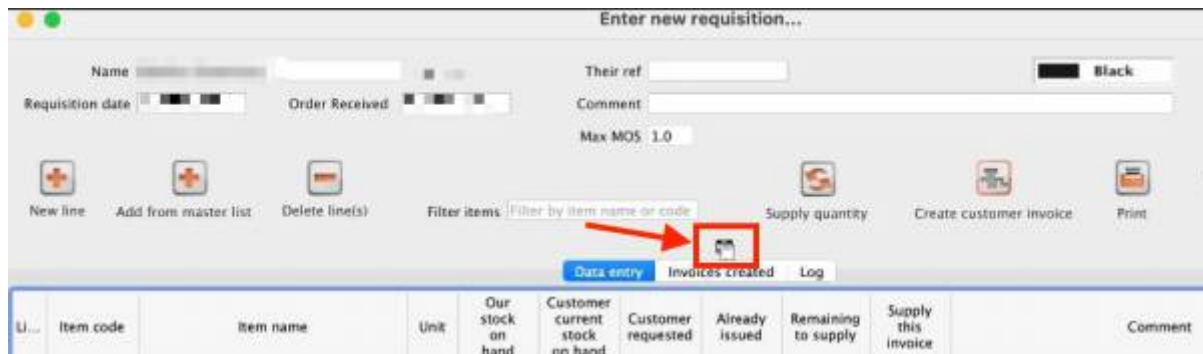 Enter new requisition...
Name
Their ref
Black
Requisition date
Order Received
Comment
Max MOS 1.0
New line
Add from master list
Delete line(s)
Filter items Filter by item name or code
Supply quantity
Create customer invoice
Print
Data entry
Invoices created
Log
Li...
Item code
Item name
Unit
Our
stock
on
hand
Customer
current
stock
on hand
Customer
requested
Already
issued
Remaining
to supply
Supply
this
invoice
Comment